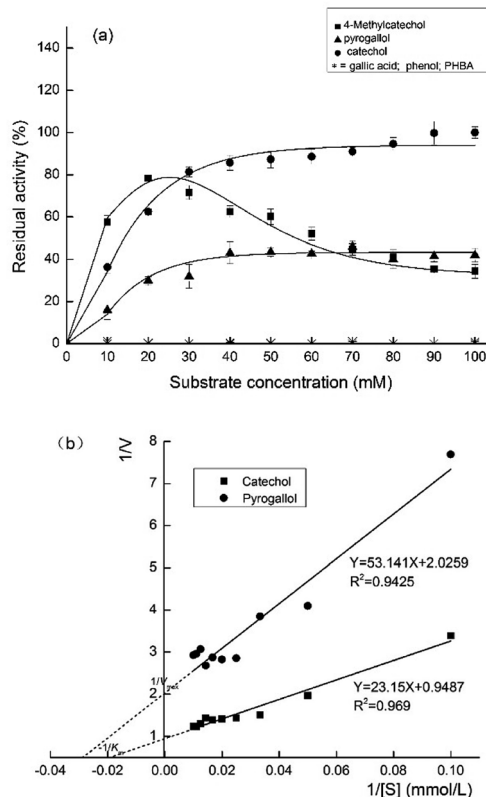 (a)
4-Methylcatechol
pyrogallol
catechol
= gallic acid; phenol; PHBA
Residual activity (%)
140
120
100
80
60
40
20
0
0 10 20 30 40 50 60 70 80 90 100
Substrate concentration (mM)
(b)
1/V
8
7
6
5
4
3
2
1
Catechol
Pyrogallol
Y=53.141X+2.0259
R²=0.9425
Y=23.15X+0.9487
R²=0.969
-0.04 -0.02 0.00 0.02 0.04 0.06 0.08 0.10
1/[S] (mmol/L)